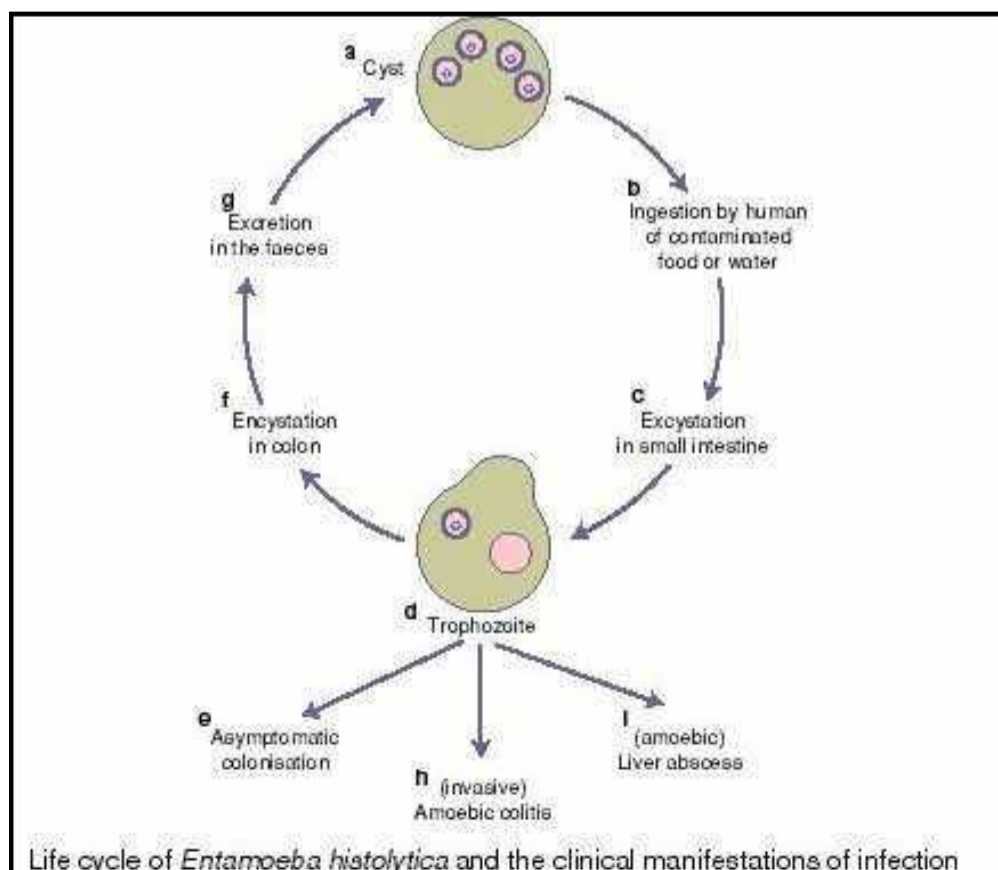 a
Cyst
b
Ingestion by human
of contaminated
food or water
c
Excystation
in small intestine
d
Trophozoite
e
Asymptomatic
colonisation
h
(invasive)
Amoebic colitis
i
(amoebic)
Liver abscess
f
Encystation
in colon
g
Excretion
in the faeces
Life cycle of Entamoeba histolytica and the clinical manifestations of infection